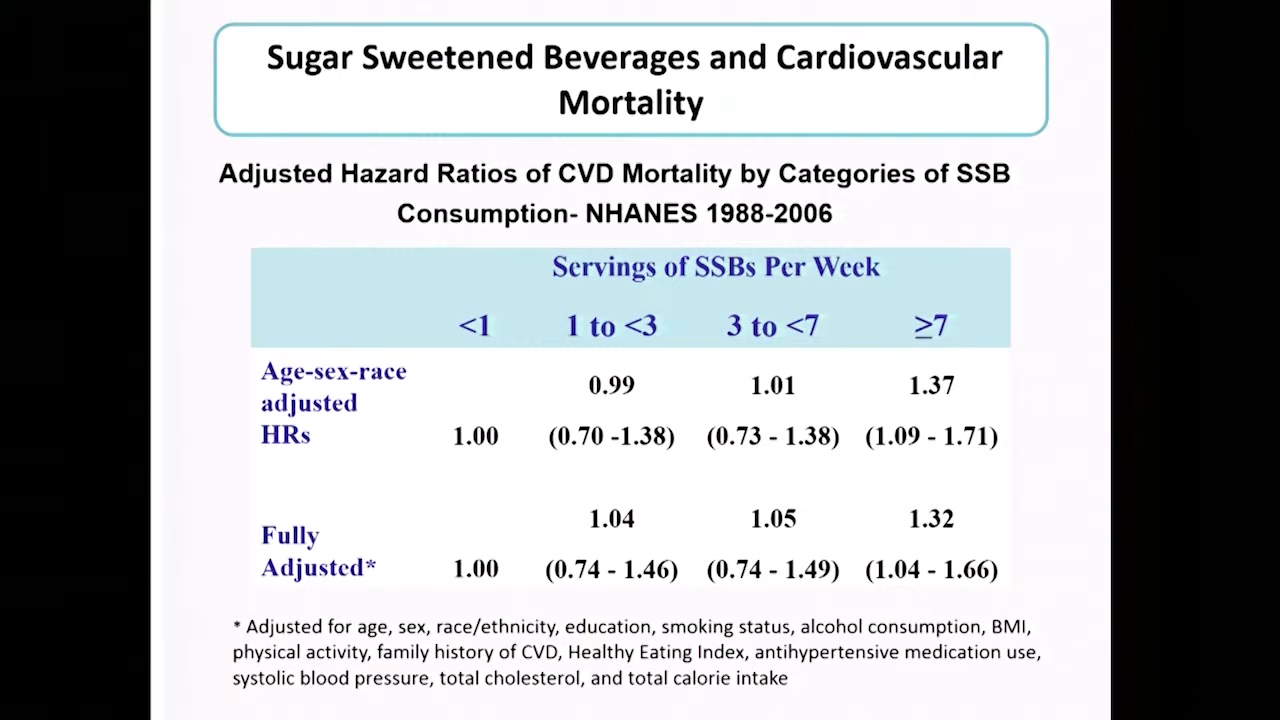 Sugar Sweetened Beverages and Cardiovascular
Mortality
Adjusted Hazard Ratios of CVD Mortality by Categories of SSB
Consumption- NHANES 1988-2006
Servings of SSBs Per Week
<1 1 to <3 3 to <7 ≥7
Age-sex-race
adjusted
HRs
0.99 1.01 1.37
1.00 (0.70 -1.38) (0.73 - 1.38) (1.09 - 1.71)
Fully
Adjusted*
1.04 1.05 1.32
1.00 (0.74 - 1.46) (0.74 - 1.49) (1.04 - 1.66)
* Adjusted for age, sex, race/ethnicity, education, smoking status, alcohol consumption, BMI,
physical activity, family history of CVD, Healthy Eating Index, antihypertensive medication use,
systolic blood pressure, total cholesterol, and total calorie intake